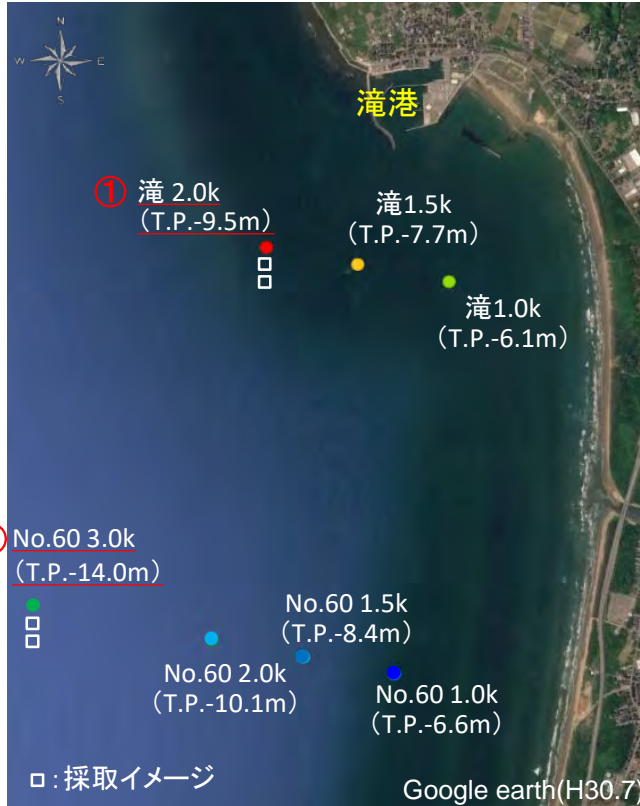 N
W E
S
滝港
① 滝 2.0k
(T.P.-9.5m)
滝1.5k
(T.P.-7.7m)
滝1.0k
(T.P.-6.1m)
No.60 3.0k
(T.P.-14.0m)
No.60 1.5k
(T.P.-8.4m)
No.60 2.0k
(T.P.-10.1m)
No.60 1.0k
(T.P.-6.6m)
□:採取イメージ
Google earth(H30.7)